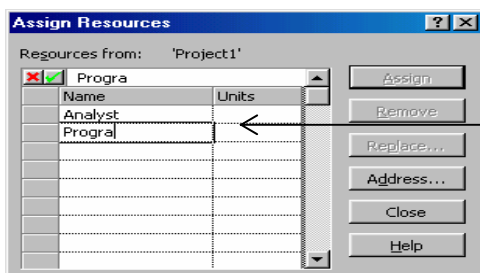 Assign Resources
Resources from: 'Project1'
Progra
Name Units
Analyst
Progra
Assign
Remove
Replace...
Address...
Close
Help